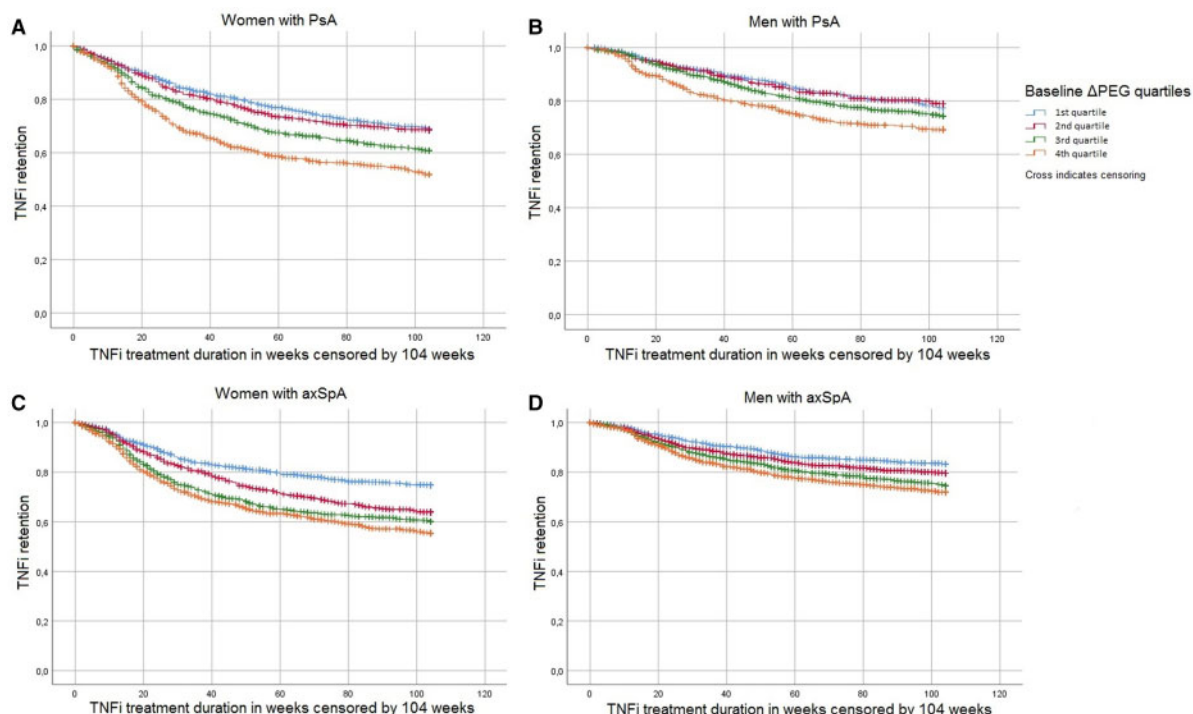 A
Women with PsA
TNFi retention
1,0
0,8
0,6
0,4
0,2
0,0
0 20 40 60 80 100 120
TNFi treatment duration in weeks censored by 104 weeks
B
Men with PsA
TNFi retention
1,0
0,8
0,6
0,4
0,2
0,0
0 20 40 60 80 100 120
TNFi treatment duration in weeks censored by 104 weeks
Baseline ΔPEG quartiles
1st quartile
2nd quartile
3rd quartile
4th quartile
Cross indicates censoring
C
Women with axSpA
TNFi retention
1,0
0,8
0,6
0,4
0,2
0,0
0 20 40 60 80 100 120
TNFi treatment duration in weeks censored by 104 weeks
D
Men with axSpA
TNFi retention
1,0
0,8
0,6
0,4
0,2
0,0
0 20 40 60 80 100 120
TNFi treatment duration in weeks censored by 104 weeks